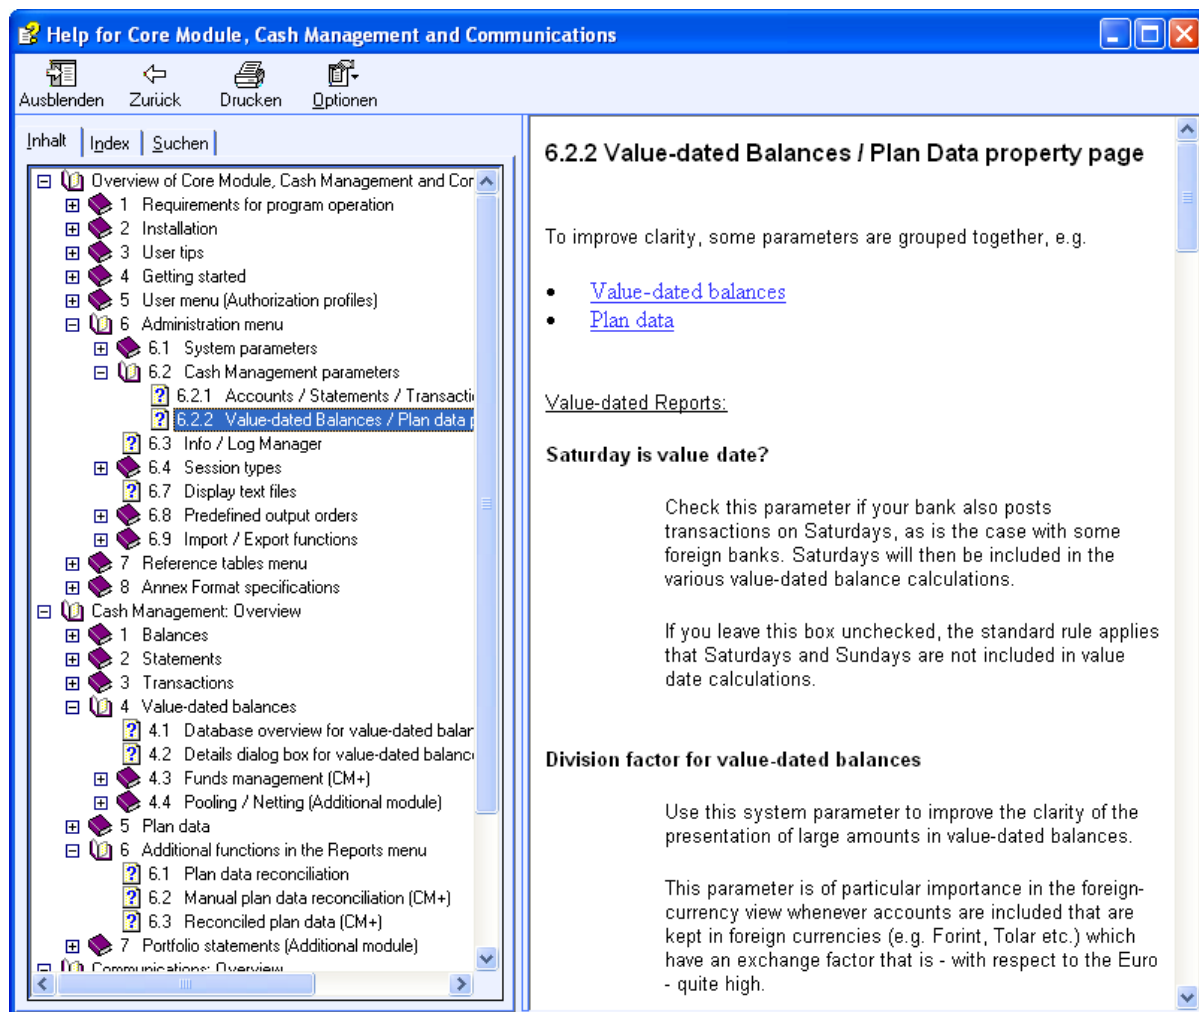 Help for Core Module, Cash Management and Communications
Ausblenden Zurück Drucken Optionen
Inhalt Index Suchen
Overview of Core Module, Cash Management and Cor
1 Requirements for program operation
2 Installation
3 User tips
4 Getting started
5 User menu (Authorization profiles)
6 Administration menu
6.1 System parameters
6.2 Cash Management parameters
6.2.1 Accounts / Statements / Transacti
6.2.2 Value-dated Balances / Plan data p
6.3 Info / Log Manager
6.4 Session types
6.7 Display text files
6.8 Predefined output orders
6.9 Import / Export functions
7 Reference tables menu
8 Annex Format specifications
Cash Management: Overview
1 Balances
2 Statements
3 Transactions
4 Value-dated balances
4.1 Database overview for value-dated balar
4.2 Details dialog box for value-dated balance
4.3 Funds management (CM+)
4.4 Pooling / Netting (Additional module)
5 Plan data
6 Additional functions in the Reports menu
6.1 Plan data reconciliation
6.2 Manual plan data reconciliation (CM+)
6.3 Reconciled plan data (CM+)
7 Portfolio statements (Additional module)
Communications: Overview
6.2.2 Value-dated Balances / Plan Data property page
To improve clarity, some parameters are grouped together, e.g.
• Value-dated balances
• Plan data
Value-dated Reports:
Saturday is value date?
Check this parameter if your bank also posts
transactions on Saturdays, as is the case with some
foreign banks. Saturdays will then be included in the
various value-dated balance calculations.
If you leave this box unchecked, the standard rule applies
that Saturdays and Sundays are not included in value
date calculations.
Division factor for value-dated balances
Use this system parameter to improve the clarity of the
presentation of large amounts in value-dated balances.
This parameter is of particular importance in the foreign-
currency view whenever accounts are included that are
kept in foreign currencies (e.g. Forint, Tolar etc.) which
have an exchange factor that is - with respect to the Euro
- quite high.